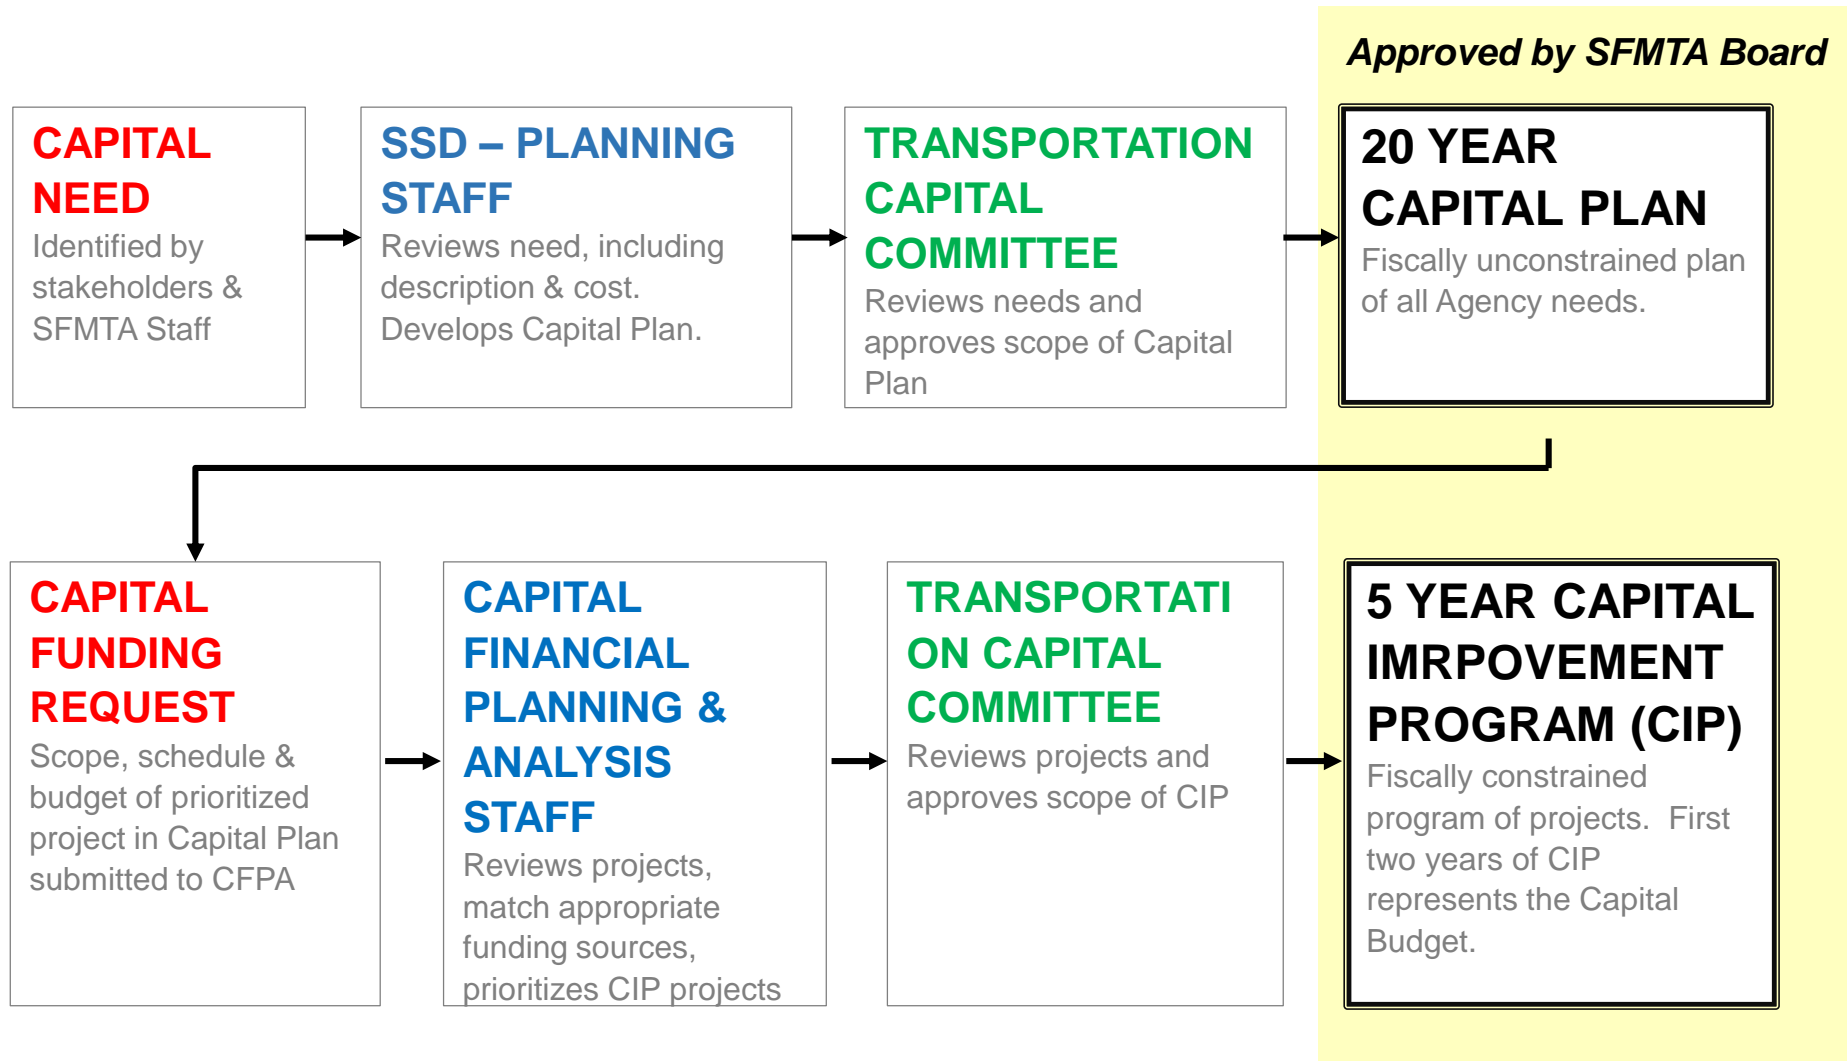 Approved by SFMTA Board
CAPITAL
NEED
Identified by
stakeholders &
SFMTA Staff
SSD – PLANNING
STAFF
Reviews need, including
description & cost.
Develops Capital Plan.
TRANSPORTATION
CAPITAL
COMMITTEE
Reviews needs and
approves scope of Capital
Plan
20 YEAR
CAPITAL PLAN
Fiscally unconstrained plan
of all Agency needs.
CAPITAL
FUNDING
REQUEST
Scope, schedule &
budget of prioritized
project in Capital Plan
submitted to CFPA
CAPITAL
FINANCIAL
PLANNING &
ANALYSIS
STAFF
Reviews projects,
match appropriate
funding sources,
prioritizes CIP projects
TRANSPORTATI
ON CAPITAL
COMMITTEE
Reviews projects and
approves scope of CIP
5 YEAR CAPITAL
IMRPOVEMENT
PROGRAM (CIP)
Fiscally constrained
program of projects.  First
two years of CIP
represents the Capital
Budget.